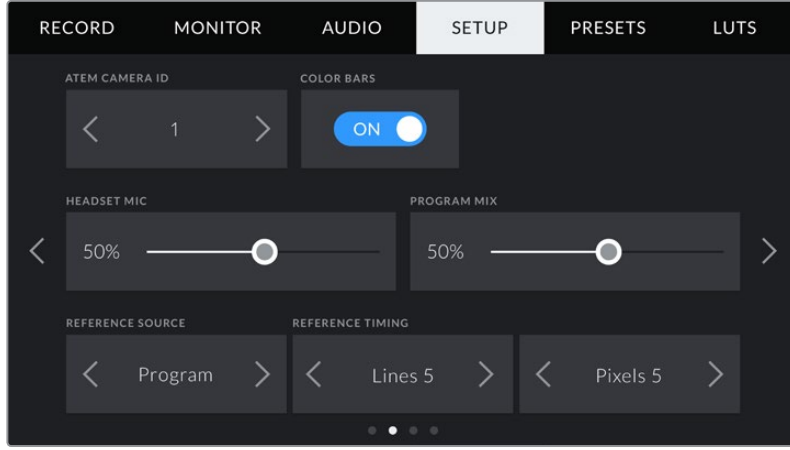 RECORD MONITOR AUDIO SETUP PRESETS LUTS
ATEM CAMERA ID COLOR BARS
1 ON
HEADSET MIC PROGRAM MIX
50% 50%
REFERENCE SOURCE REFERENCE TIMING
Program Lines 5 Pixels 5